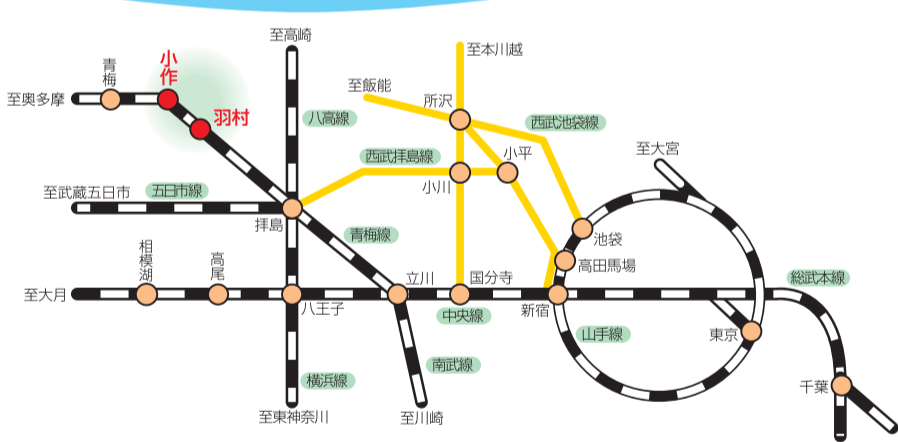 至高崎
至本川越
小作
青梅
至奥多摩
羽村
至飯能
所沢
八高線
西武池袋線
西武拝島線
小平
至大宮
小川
至武蔵五日市
五日市線
拝島
青梅線
池袋
高田馬場
相模湖
高尾
立川
国分寺
総武本線
至大月
八王子
中央線
新宿
山手線
東京
南武線
横浜線
千葉
至東神奈川
至川崎